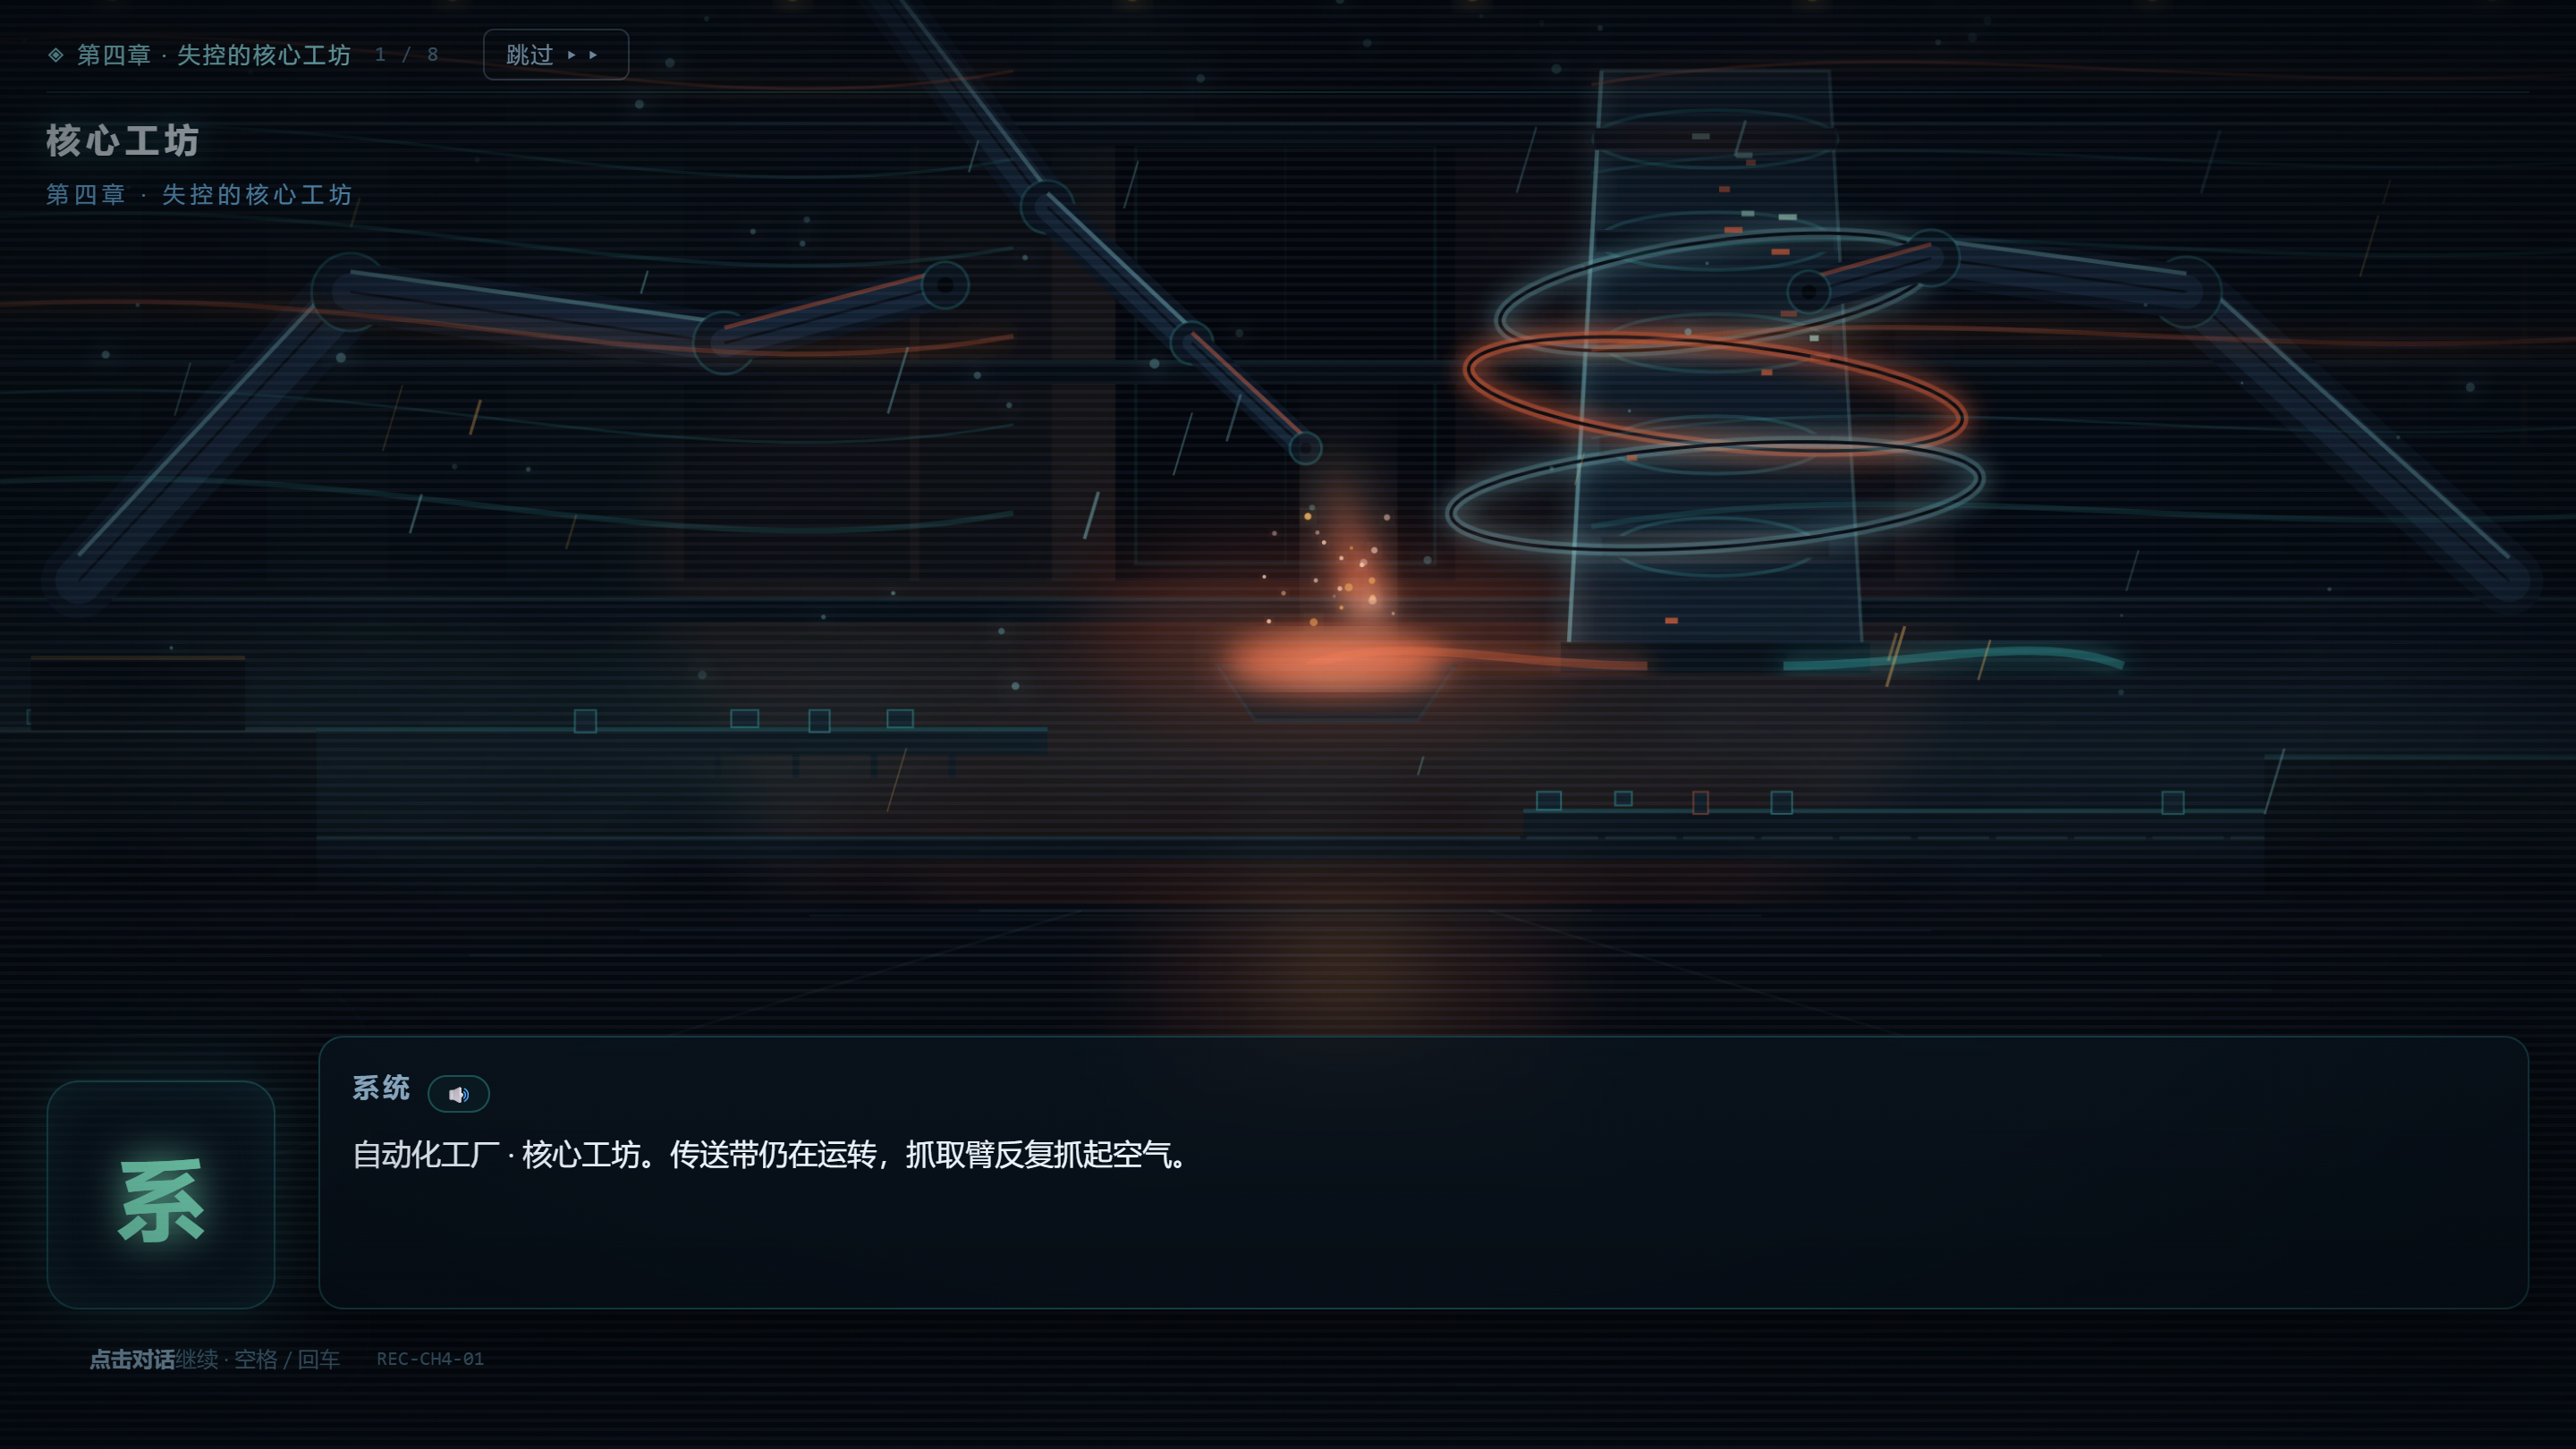 ◈ 第四章 · 失控的核心工坊 1 / 8 跳过 ▸ ▸
核心工坊
第四章 · 失控的核心工坊
系统
自动化工厂 · 核心工坊。传送带仍在运转，抓取臂反复抓起空气。
系
点击对话继续 · 空格 / 回车 REC-CH4-01